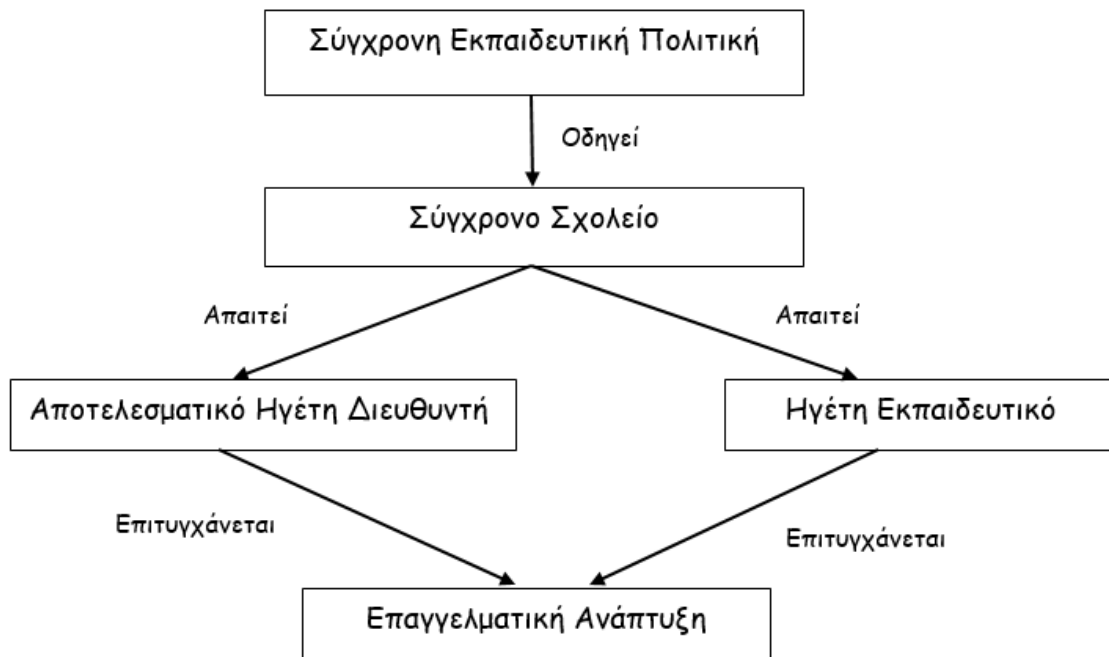 Σύγχρονη Εκπαιδευτική Πολιτική
Οδηγεί
Σύγχρονο Σχολείο
Απαιτεί
Απαιτεί
Αποτελεσματικό Ηγέτη Διευθυντή
Ηγέτη Εκπαιδευτικό
Επιτυγχάνεται
Επιτυγχάνεται
Επαγγελματική Ανάπτυξη